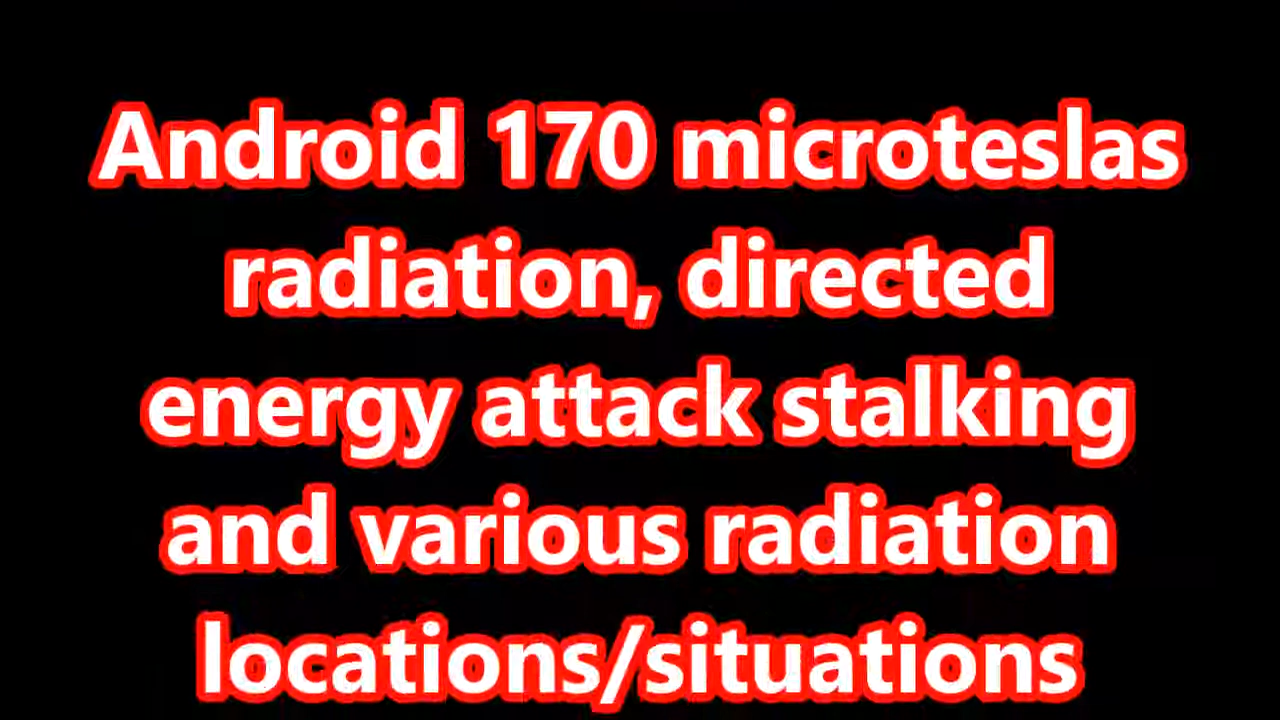 Android 170 microteslas
radiation, directed
energy attack stalking
and various radiation
locations/situations